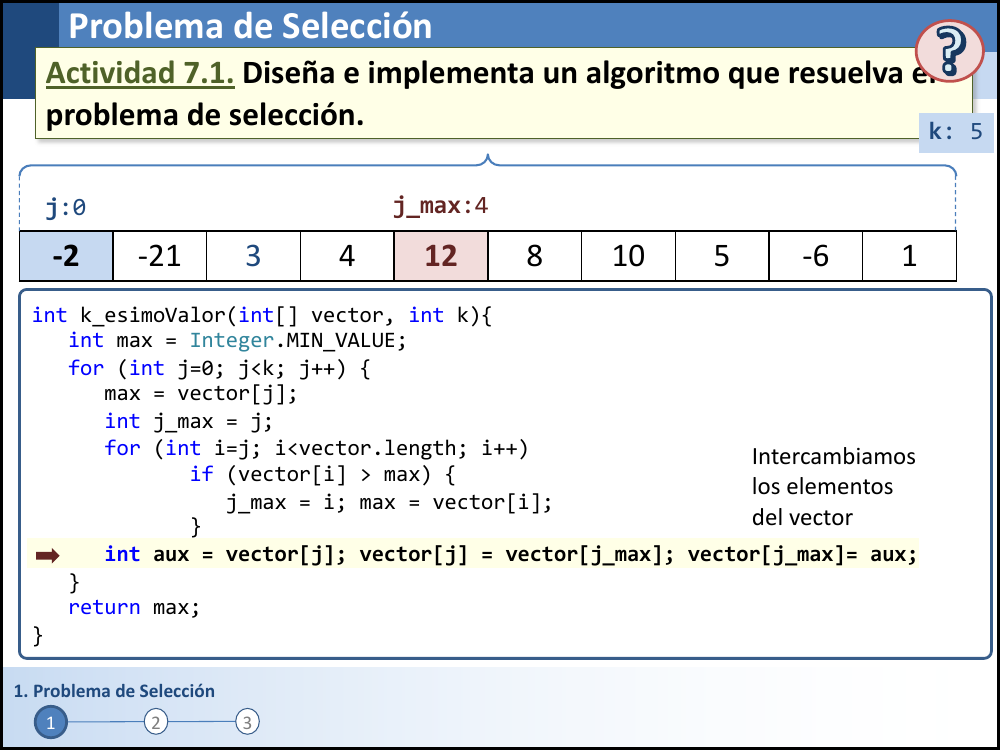 Problema de Selección
?
Actividad 7.1. Diseña e implementa un algoritmo que resuelva el
problema de selección.
k: 5
j:0 j_max:4
-2 -21 3 4 12 8 10 5 -6 1
int k_esimoValor(int[] vector, int k){
int max = Integer.MIN_VALUE;
for (int j=0; j<k; j++) {
max = vector[j];
int j_max = j;
for (int i=j; i<vector.length; i++)
if (vector[i] > max) {
j_max = i; max = vector[i];
}
Intercambiamos
los elementos
del vector
int aux = vector[j]; vector[j] = vector[j_max]; vector[j_max]= aux;
}
return max;
}
1. Problema de Selección
1 2 3